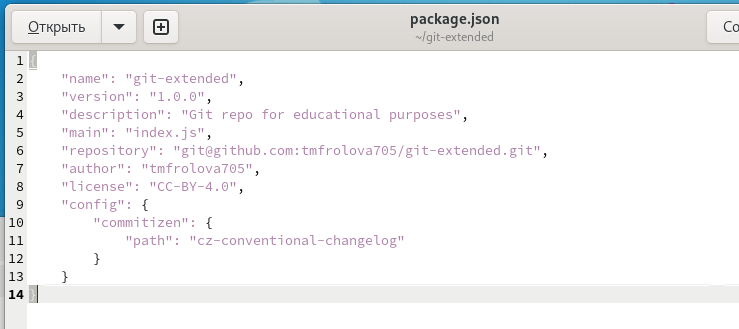 package.json
Открыть
~/git-extended
Со
1 {
2 "name": "git-extended",
3 "version": "1.0.0",
4 "description": "Git repo for educational purposes",
5 "main": "index.js",
6 "repository": "git@github.com:tmfrolova705/git-extended.git",
7 "author": "tmfrolova705",
8 "license": "CC-BY-4.0",
9 "config": {
10 "commitizen": {
11 "path": "cz-conventional-changelog"
12 }
13 }
14 }